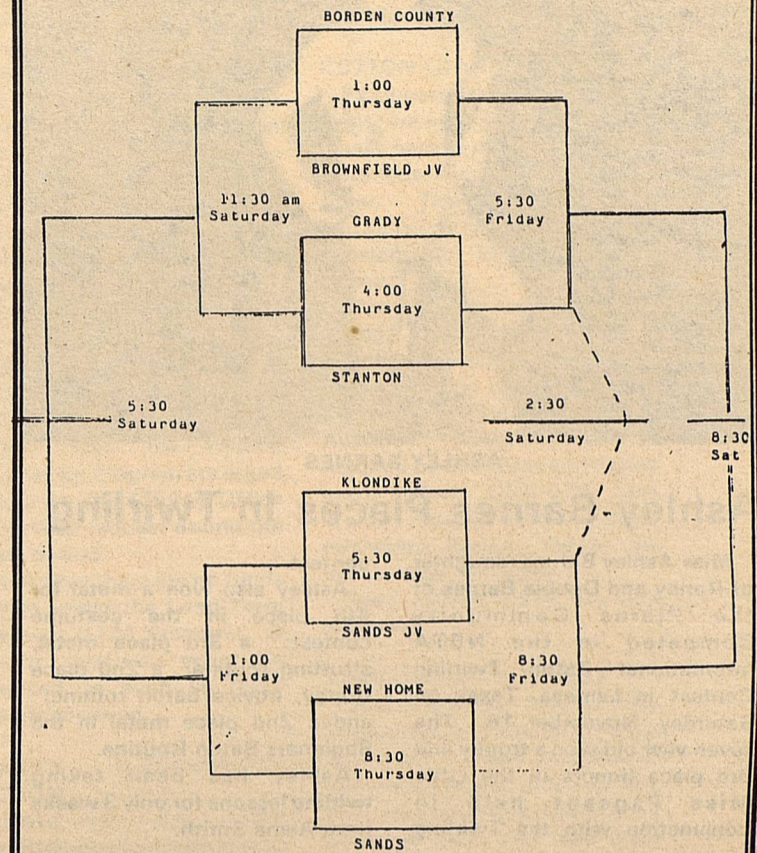 BORDEN COUNTY
1:00
Thursday
BROWNFIELD JV
11:30 am
Saturday
5:30
Friday
GRADY
4:00
Thursday
STANTON
5:30
Saturday
2:30
Saturday
8:30
Sat
KLONDIKE
5:30
Thursday
SANDS JV
1:00
Friday
8:30
Friday
NEW HOME
8:30
Thursday
SANDS